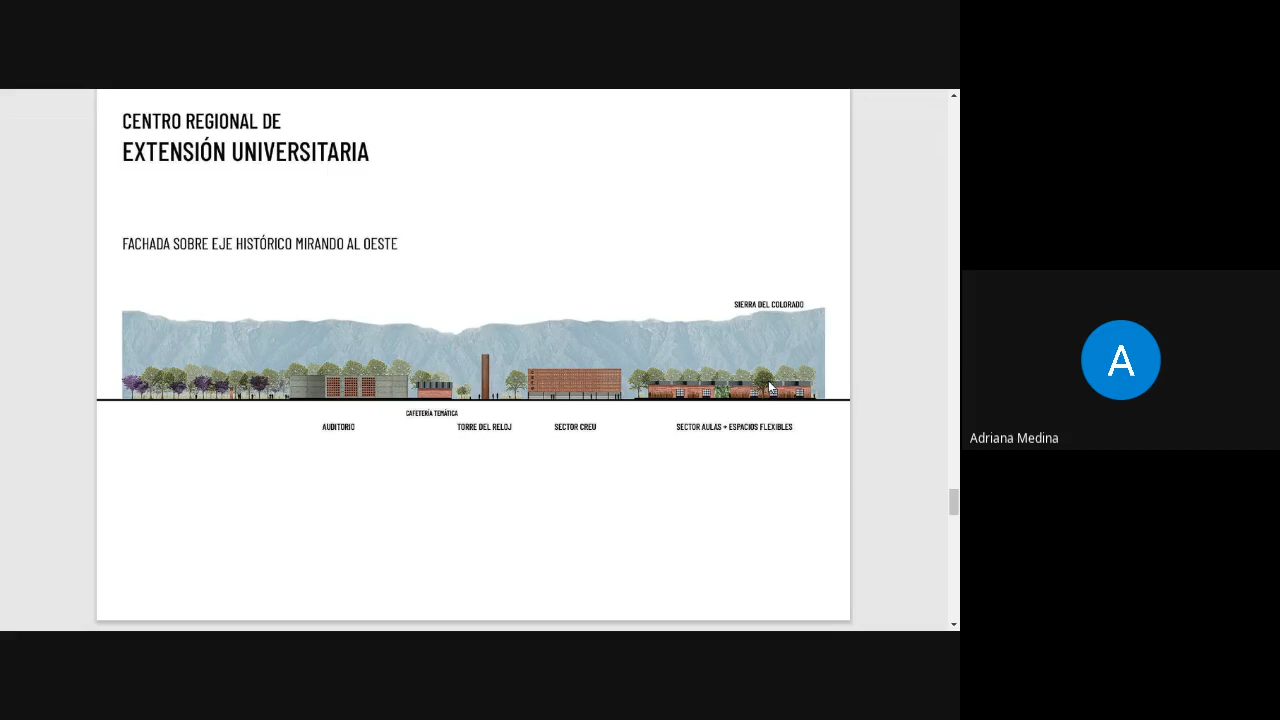 CENTRO REGIONAL DE
EXTENSIÓN UNIVERSITARIA
FACHADA SOBRE EJE HISTÓRICO MIRANDO AL OESTE
SIERRA DEL COLORADO
CAFETERÍA TEMÁTICA
AUDITORIO
TORRE DEL RELOJ
SECTOR CREU
SECTOR AULAS + ESPACIOS FLEXIBLES
A
Adriana Medina